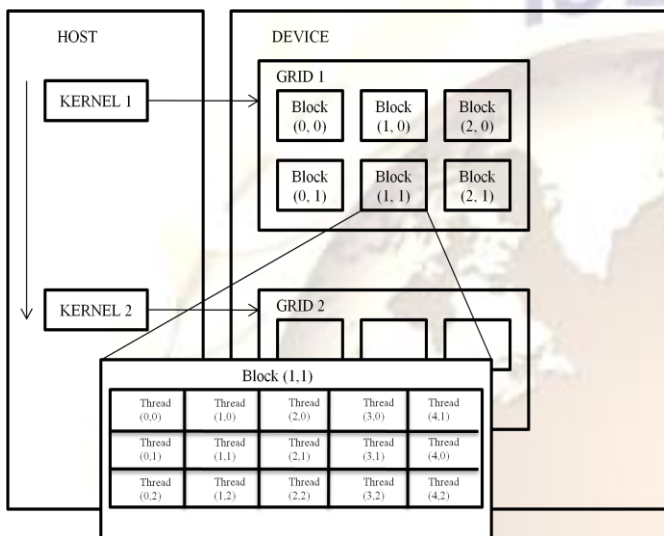 HOST
DEVICE
GRID 1
KERNEL 1
Block
(0, 0)
Block
(1, 0)
Block
(2, 0)
Block
(0, 1)
Block
(1, 1)
Block
(2, 1)
KERNEL 2
GRID 2
Block (1,1)
Thread
(0,0)
Thread
(1,0)
Thread
(2,0)
Thread
(3,0)
Thread
(4,1)
Thread
(0,1)
Thread
(1,1)
Thread
(2,1)
Thread
(3,1)
Thread
(4,0)
Thread
(0,2)
Thread
(1,2)
Thread
(2,2)
Thread
(3,2)
Thread
(4,2)